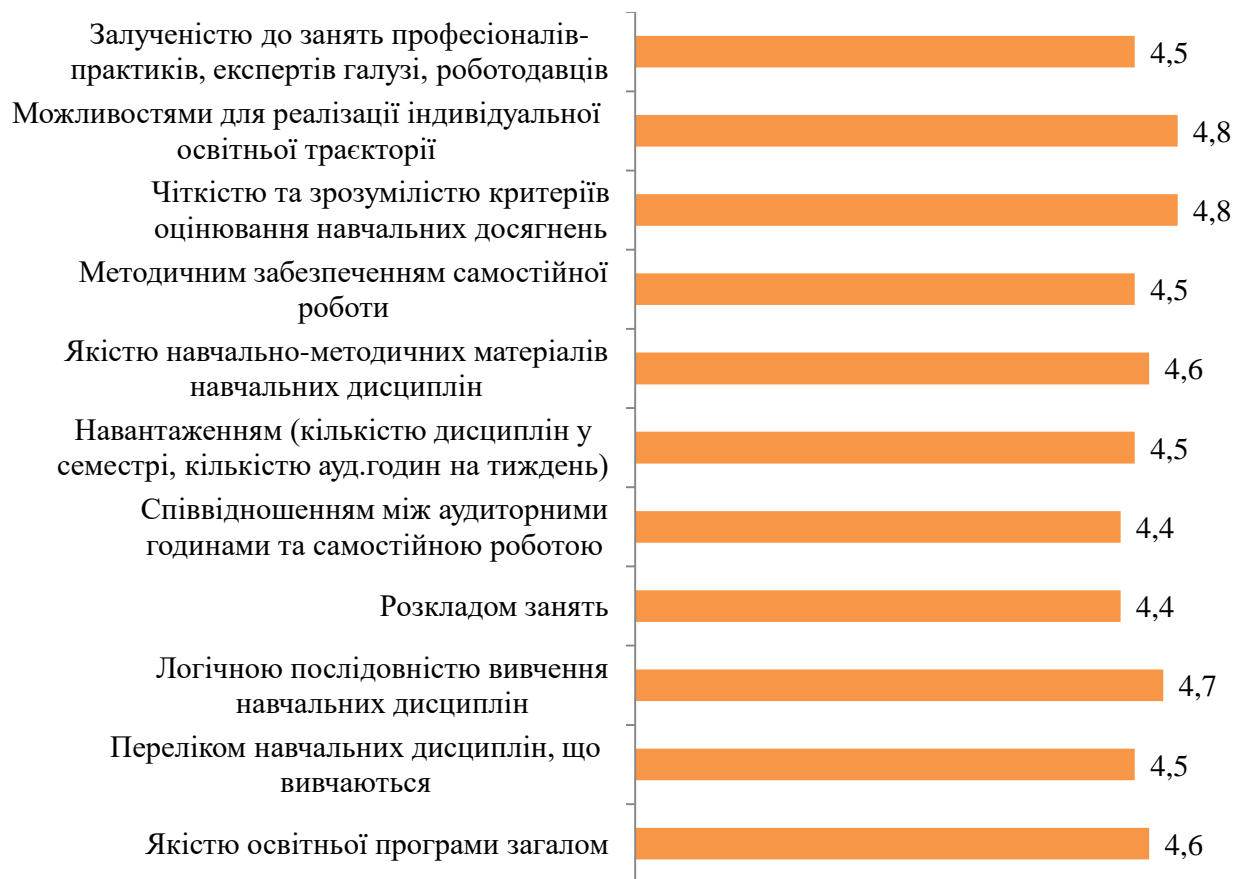 Залученістю до занять професіоналів-
практиків, експертів галузі, роботодавців
4,5
Можливостями для реалізації індивідуальної
освітньої траєкторії
4,8
Чіткістю та зрозумілістю критеріїв
оцінювання навчальних досягнень
4,8
Методичним забезпеченням самостійної
роботи
4,5
Якістю навчально-методичних матеріалів
навчальних дисциплін
4,6
Навантаженням (кількістю дисциплін у
семестрі, кількістю ауд.годин на тиждень)
4,5
Співвідношенням між аудиторними
годинами та самостійною роботою
4,4
Розкладом занять
4,4
Логічною послідовністю вивчення
навчальних дисциплін
4,7
Переліком навчальних дисциплін, що
вивчаються
4,5
Якістю освітньої програми загалом
4,6